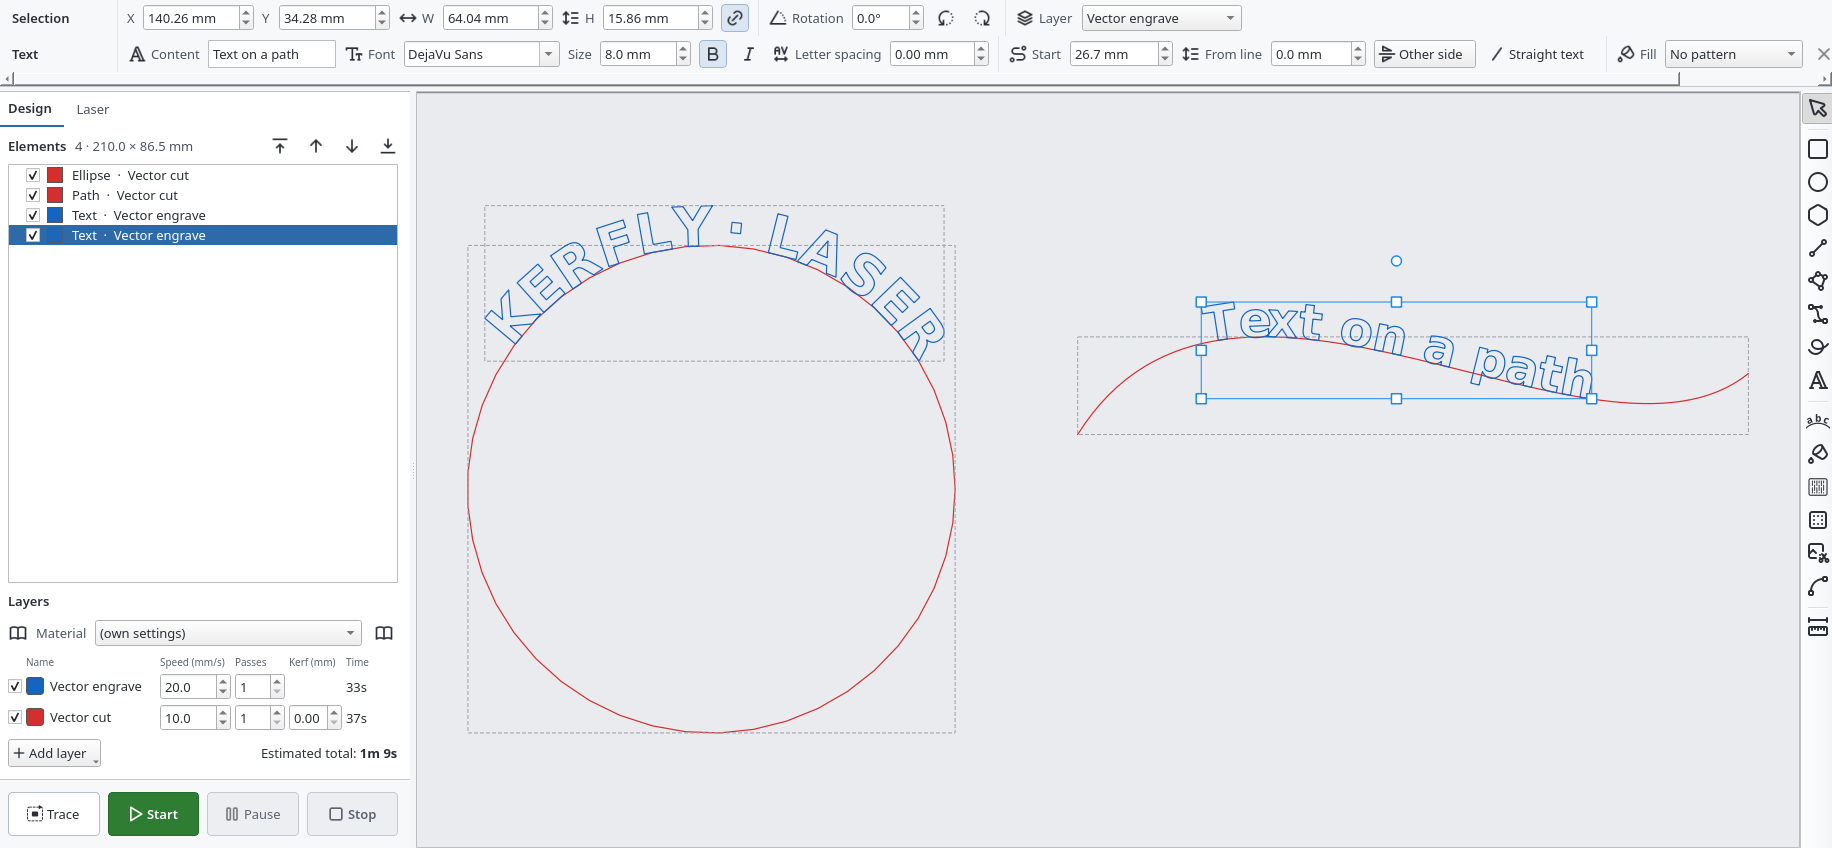 Selection X 140.26 mm Y 34.28 mm W 64.04 mm H 15.86 mm Rotation 0.0° Layer Vector engrave
Text Content Text on a path Font DejaVu Sans Size 8.0 mm B I Letter spacing 0.00 mm Start 26.7 mm From line 0.0 mm Other side Straight text Fill No pattern
Design Laser
Elements 4 · 210.0 × 86.5 mm
Ellipse · Vector cut
Path · Vector cut
Text · Vector engrave
Text · Vector engrave
KERFLY · LASER
Text on a path
abc
Layers
Material (own settings)
Name Speed (mm/s) Passes Kerf (mm) Time
Vector engrave 20.0 1 33s
Vector cut 10.0 1 0.00 37s
Add layer Estimated total: 1m 9s
Trace Start Pause Stop